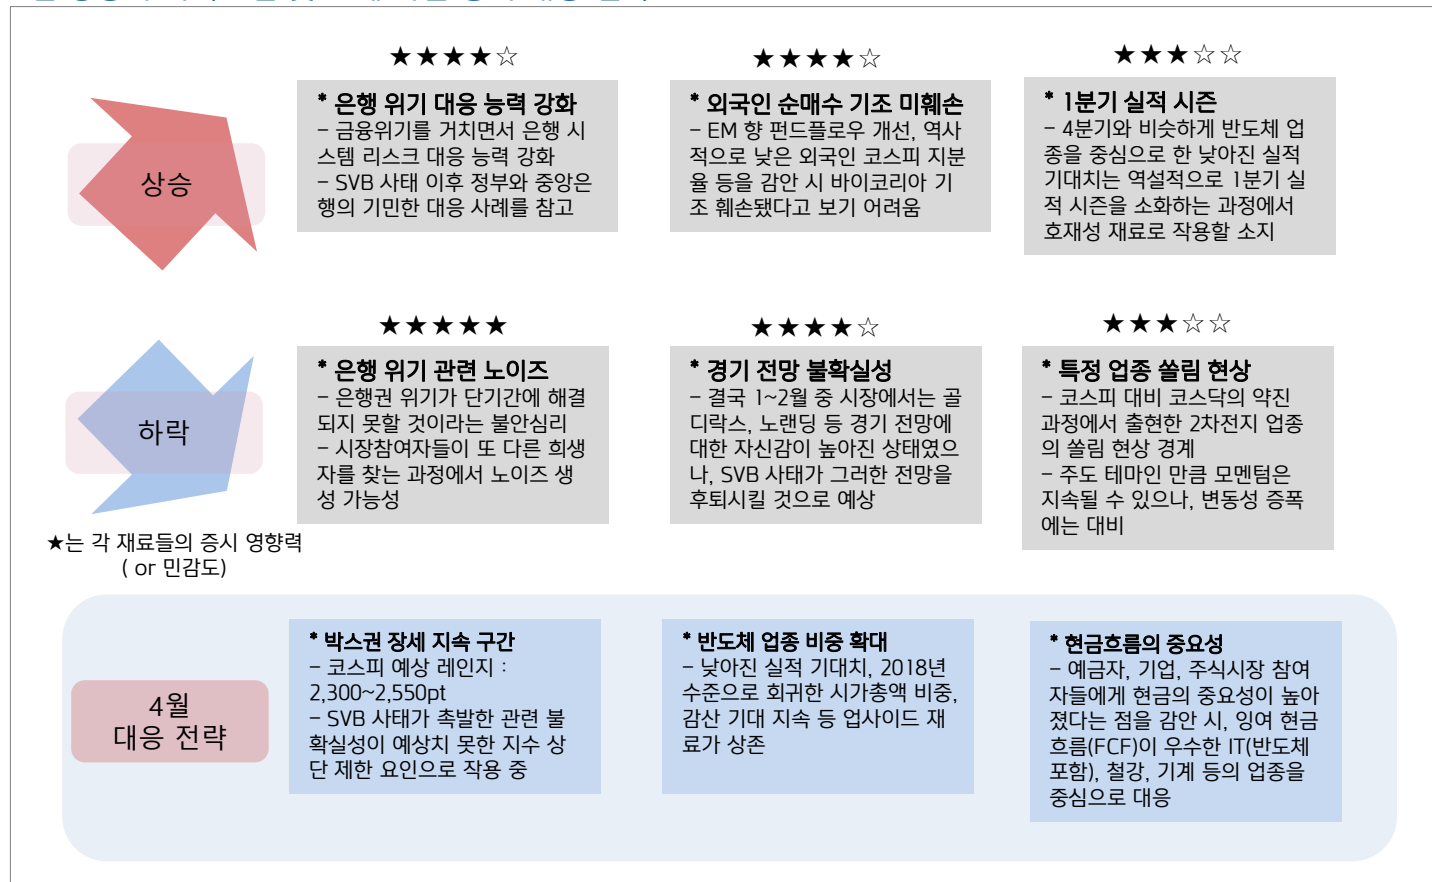 ★★★★☆
* 은행 위기 대응 능력 강화
– 금융위기를 거치면서 은행 시
스템 리스크 대응 능력 강화
– SVB 사태 이후 정부와 중앙은
행의 기민한 대응 사례를 참고
★★★★☆
* 외국인 순매수 기조 미훼손
– EM 향 펀드플로우 개선, 역사
적으로 낮은 외국인 코스피 지분
율 등을 감안 시 바이코리아 기
조 훼손됐다고 보기 어려움
★★★☆☆
* 1분기 실적 시즌
– 4분기와 비슷하게 반도체 업
종을 중심으로 한 낮아진 실적
기대치는 역설적으로 1분기 실
적 시즌을 소화하는 과정에서
호재성 재료로 작용할 소지
상승
★★★★★
* 은행 위기 관련 노이즈
– 은행권 위기가 단기간에 해결
되지 못할 것이라는 불안심리
– 시장참여자들이 또 다른 희생
자를 찾는 과정에서 노이즈 생
성 가능성
★★★★☆
* 경기 전망 불확실성
– 결국 1~2월 중 시장에서는 골
디락스, 노랜딩 등 경기 전망에
대한 자신감이 높아진 상태였으
나, SVB 사태가 그러한 전망을
후퇴시킬 것으로 예상
★★★☆☆
* 특정 업종 쏠림 현상
– 코스피 대비 코스닥의 약진
과정에서 출현한 2차전지 업종
의 쏠림 현상 경계
– 주도 테마인 만큼 모멘텀은
지속될 수 있으나, 변동성 증폭
에는 대비
하락
★는 각 재료들의 증시 영향력
( or 민감도)
4월
대응 전략
* 박스권 장세 지속 구간
– 코스피 예상 레인지 :
2,300~2,550pt
– SVB 사태가 촉발한 관련 불
확실성이 예상치 못한 지수 상
단 제한 요인으로 작용 중
* 반도체 업종 비중 확대
– 낮아진 실적 기대치, 2018년
수준으로 회귀한 시가총액 비중,
감산 기대 지속 등 업사이드 재
료가 상존
* 현금흐름의 중요성
– 예금자, 기업, 주식시장 참여
자들에게 현금의 중요성이 높아
졌다는 점을 감안 시, 잉여 현금
흐름(FCF)이 우수한 IT(반도체
포함), 철강, 기계 등의 업종을
중심으로 대응